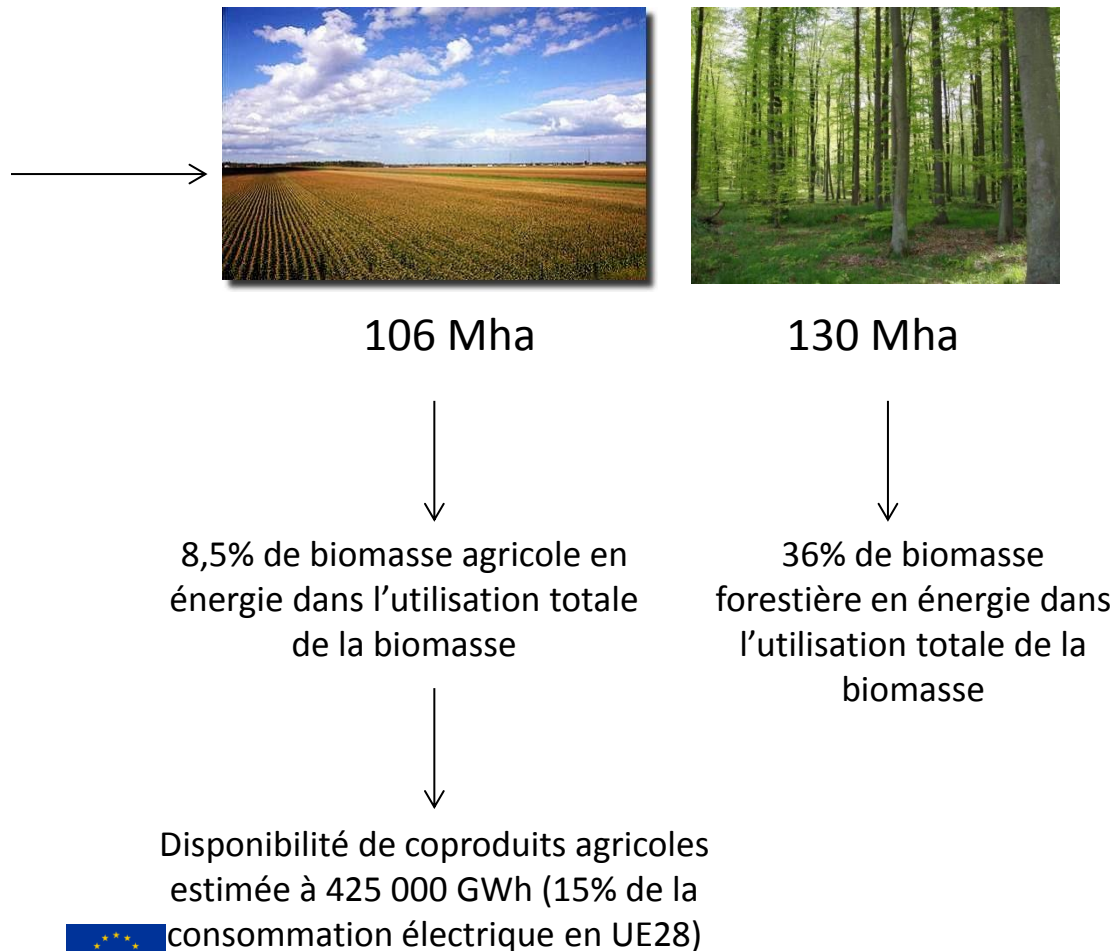 106 Mha
130 Mha
8,5% de biomasse agricole en
énergie dans l’utilisation totale
de la biomasse
36% de biomasse
forestière en énergie dans
l’utilisation totale de la
biomasse
Disponibilité de coproduits agricoles
estimée à 425 000 GWh (15% de la
consommation électrique en UE28)